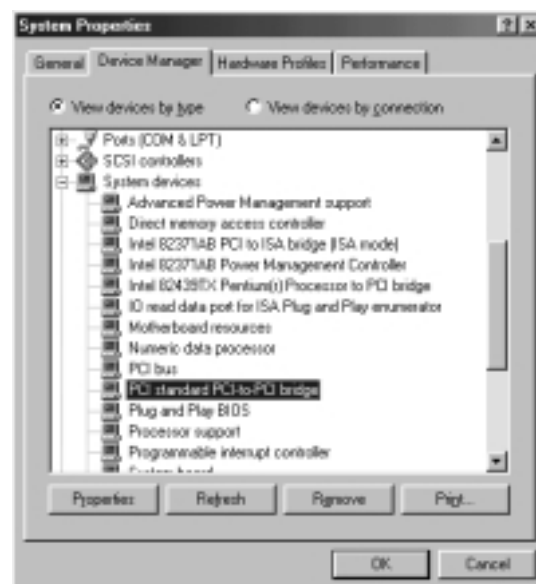 System Properties
General Device Manager Hardware Profiles Performance
View devices by type View devices by connection
Ports (COM & LPT)
SCSI controllers
System devices
Advanced Power Management support
Direct memory access controller
Intel 82371AB PCI to ISA bridge (ISA mode)
Intel 82371AB Power Management Controller
Intel 82439TX Pentium(r) Processor to PCI bridge
IO read data port for ISA Plug and Play enumerator
Motherboard resources
Numeric data processor
PCI bus
PCI standard PCI-to-PCI bridge
Plug and Play BIOS
Processor support
Programmable interrupt controller
System board
Properties Refresh Remove Print...
OK Cancel